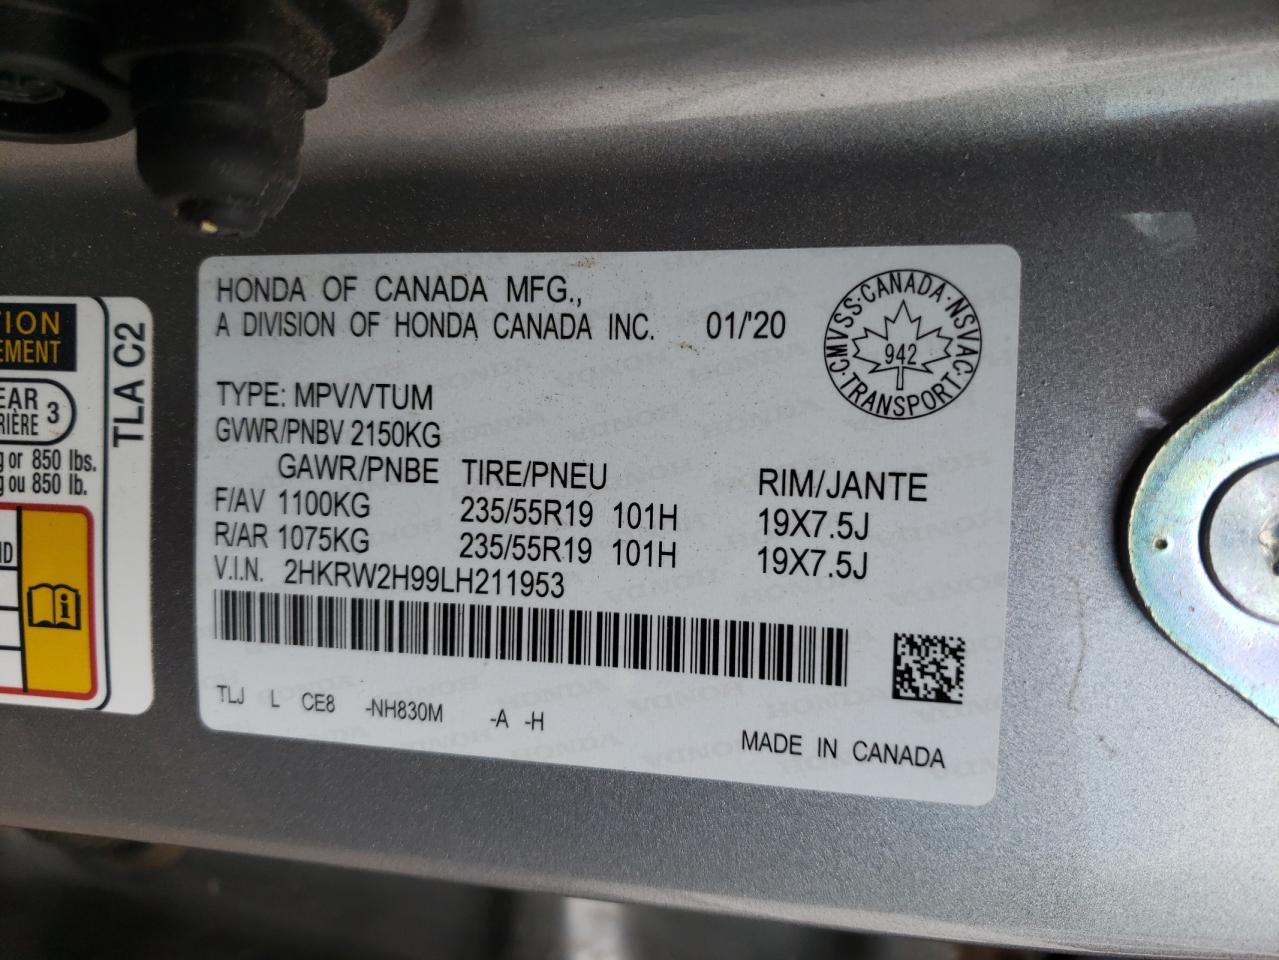 TION
EMENT
EAR 3
RIÈRE
g or 850 lbs.
g ou 850 lb.
ND
TLA C2
HONDA OF CANADA MFG.,
A DIVISION OF HONDA CANADA INC. 01/'20
CMVSS·CANADA·NSVAC·TRANSPORT
942
TYPE: MPV/VTUM
GVWR/PNBV 2150KG
GAWR/PNBE TIRE/PNEU RIM/JANTE
F/AV 1100KG 235/55R19 101H 19X7.5J
R/AR 1075KG 235/55R19 101H 19X7.5J
V.I.N. 2HKRW2H99LH211953
TLJ L CE8 -NH830M -A -H
MADE IN CANADA